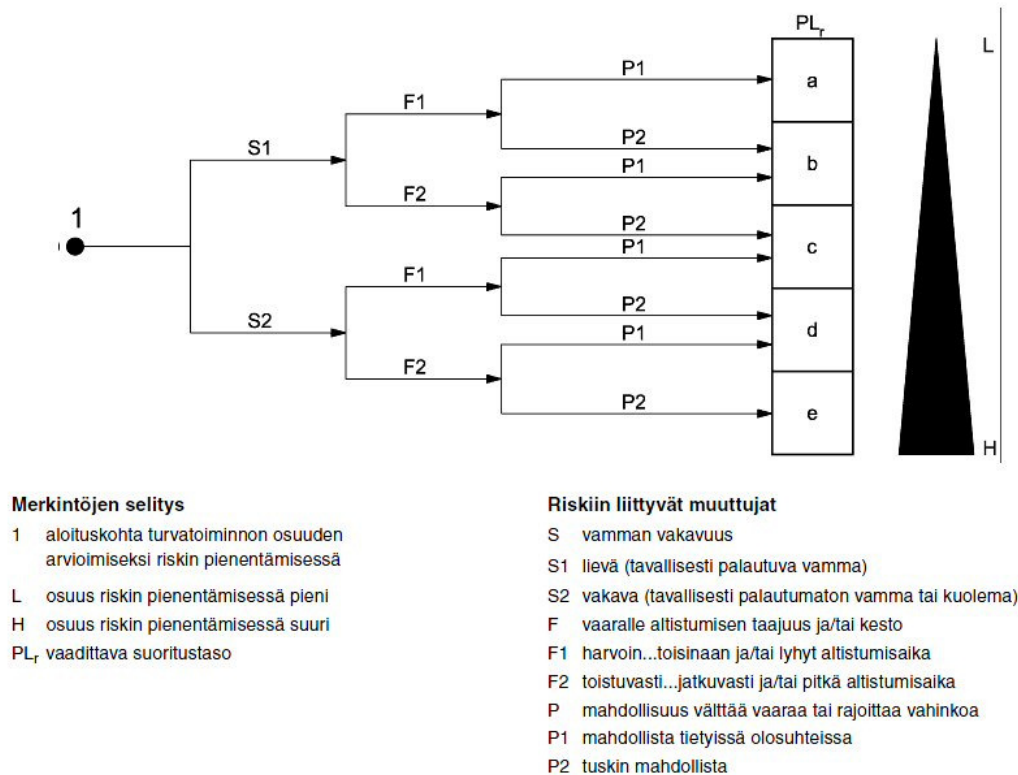 PLr
L
P1
a
F1
P2
S1
b
P1
F2
1
P2
c
P1
F1
P2
S2
d
P1
F2
P2
e
H
Merkintöjen selitys
1 aloituskohta turvatoiminnon osuuden
arvioimiseksi riskin pienentämisessä
L osuus riskin pienentämisessä pieni
H osuus riskin pienentämisessä suuri
PLr vaadittava suoritustaso
Riskiin liittyvät muuttujat
S vamman vakavuus
S1 lievä (tavallisesti palautuva vamma)
S2 vakava (tavallisesti palautumaton vamma tai kuolema)
F vaaralle altistumisen taajuus ja/tai kesto
F1 harvoin...toisinaan ja/tai lyhyt altistumisaika
F2 toistuvasti...jatkuvasti ja/tai pitkä altistumisaika
P mahdollisuus välttää vaaraa tai rajoittaa vahinkoa
P1 mahdollista tietyissä olosuhteissa
P2 tuskin mahdollista